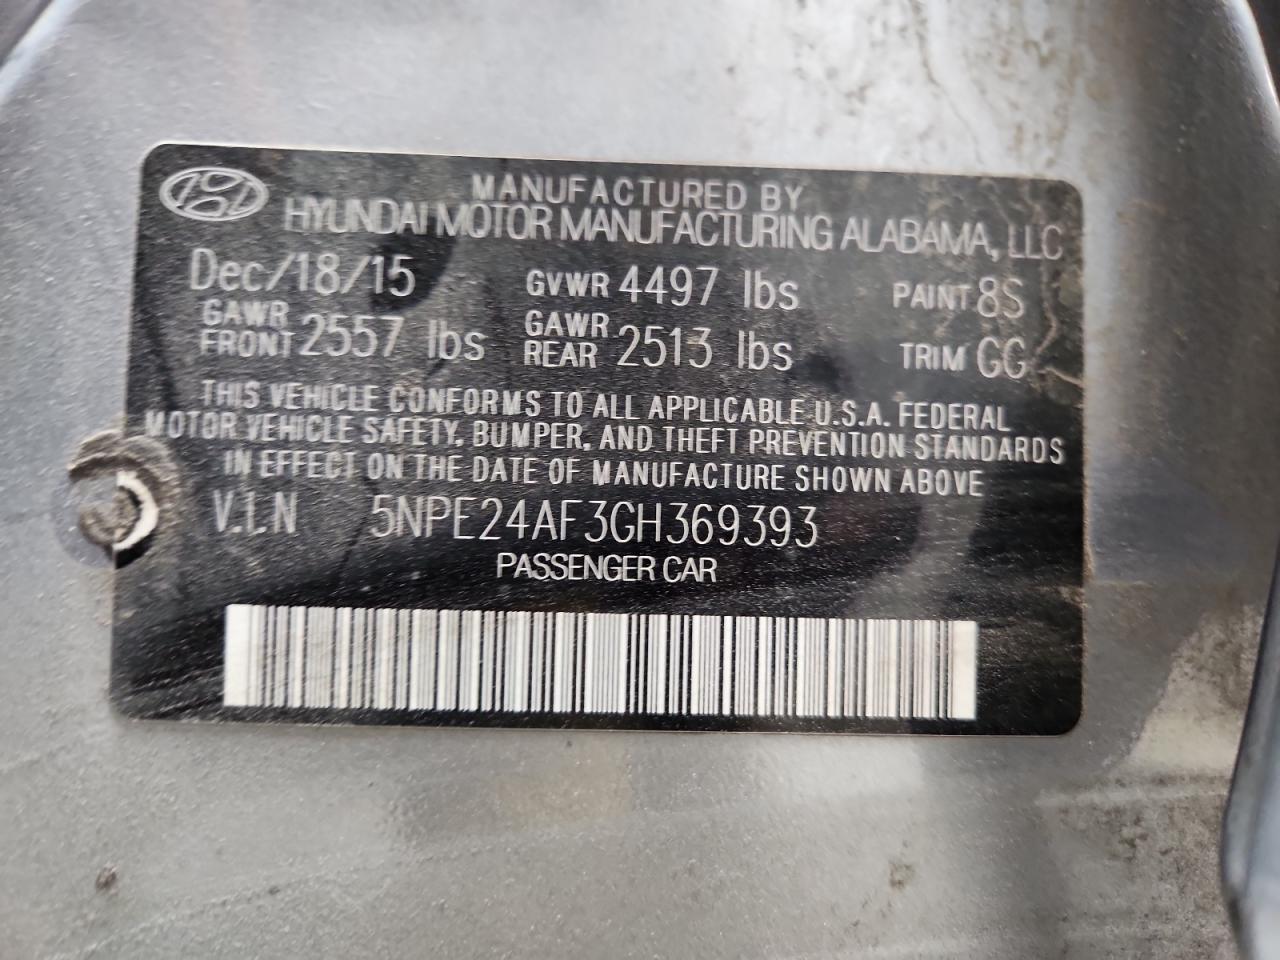 MANUFACTURED BY
HYUNDAI MOTOR MANUFACTURING ALABAMA, LLC
Dec/18/15 GVWR 4497 lbs PAINT 8S
GAWR FRONT 2557 lbs GAWR REAR 2513 lbs TRIM GG
THIS VEHICLE CONFORMS TO ALL APPLICABLE U.S.A. FEDERAL
MOTOR VEHICLE SAFETY, BUMPER, AND THEFT PREVENTION STANDARDS
IN EFFECT ON THE DATE OF MANUFACTURE SHOWN ABOVE
V.I.N 5NPE24AF3GH369393
PASSENGER CAR